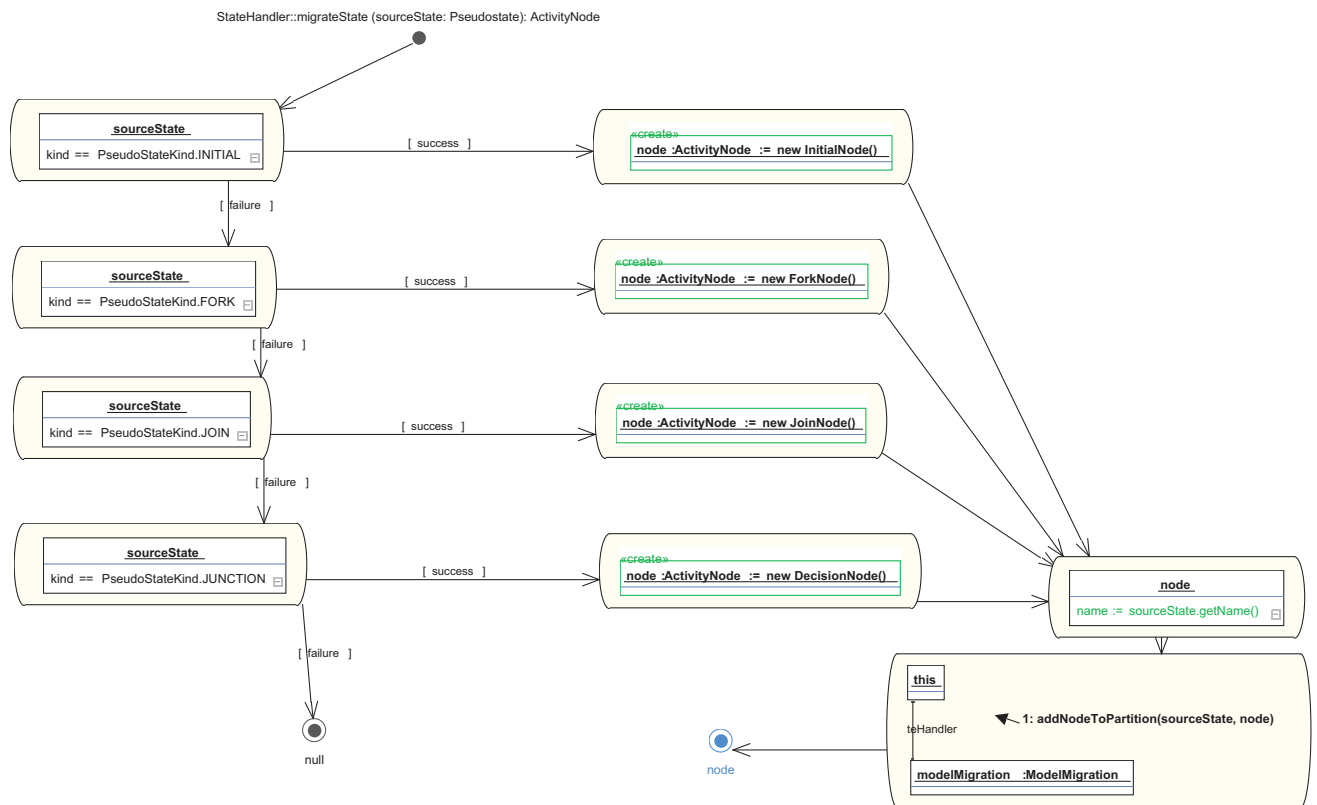 StateHandler::migrateState (sourceState: Pseudostate): ActivityNode
sourceState
kind == PseudoStateKind.INITIAL
[ success ]
«create»
node :ActivityNode := new InitialNode()
[ failure ]
sourceState
kind == PseudoStateKind.FORK
[ success ]
«create»
node :ActivityNode := new ForkNode()
[ failure ]
sourceState
kind == PseudoStateKind.JOIN
[ success ]
«create»
node :ActivityNode := new JoinNode()
[ failure ]
sourceState
kind == PseudoStateKind.JUNCTION
[ success ]
«create»
node :ActivityNode := new DecisionNode()
node
name := sourceState.getName()
[ failure ]
null
this
1: addNodeToPartition(sourceState, node)
teHandler
node
modelMigration :ModelMigration